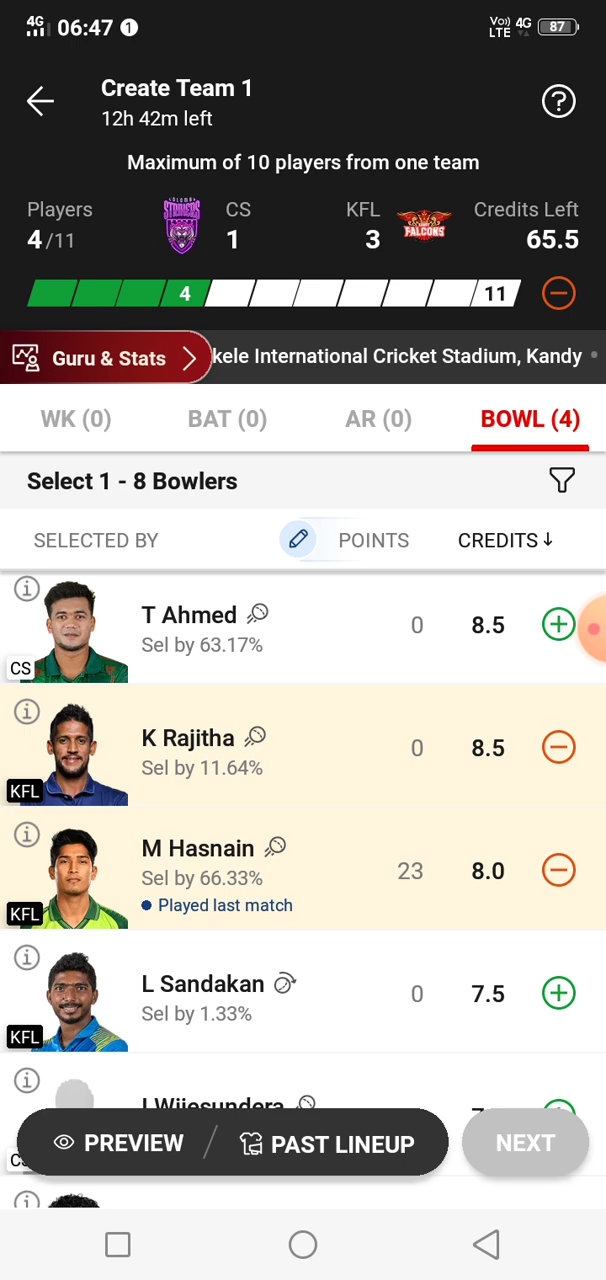 4G 06:47 1 Vo)) LTE 4G 87
Create Team 1
12h 42m left
Maximum of 10 players from one team
Players CS KFL Credits Left
4/11 STRIKERS 1 3 FALCONS 65.5
4 11
Guru & Stats kele International Cricket Stadium, Kandy
WK (0) BAT (0) AR (0) BOWL (4)
Select 1 - 8 Bowlers
SELECTED BY POINTS CREDITS↓
T Ahmed
Sel by 63.17%
0 8.5
CS
K Rajitha
Sel by 11.64%
0 8.5
KFL
M Hasnain
Sel by 66.33%
Played last match
23 8.0
KFL
L Sandakan
Sel by 1.33%
0 7.5
KFL
Wijesundera
PREVIEW PAST LINEUP NEXT